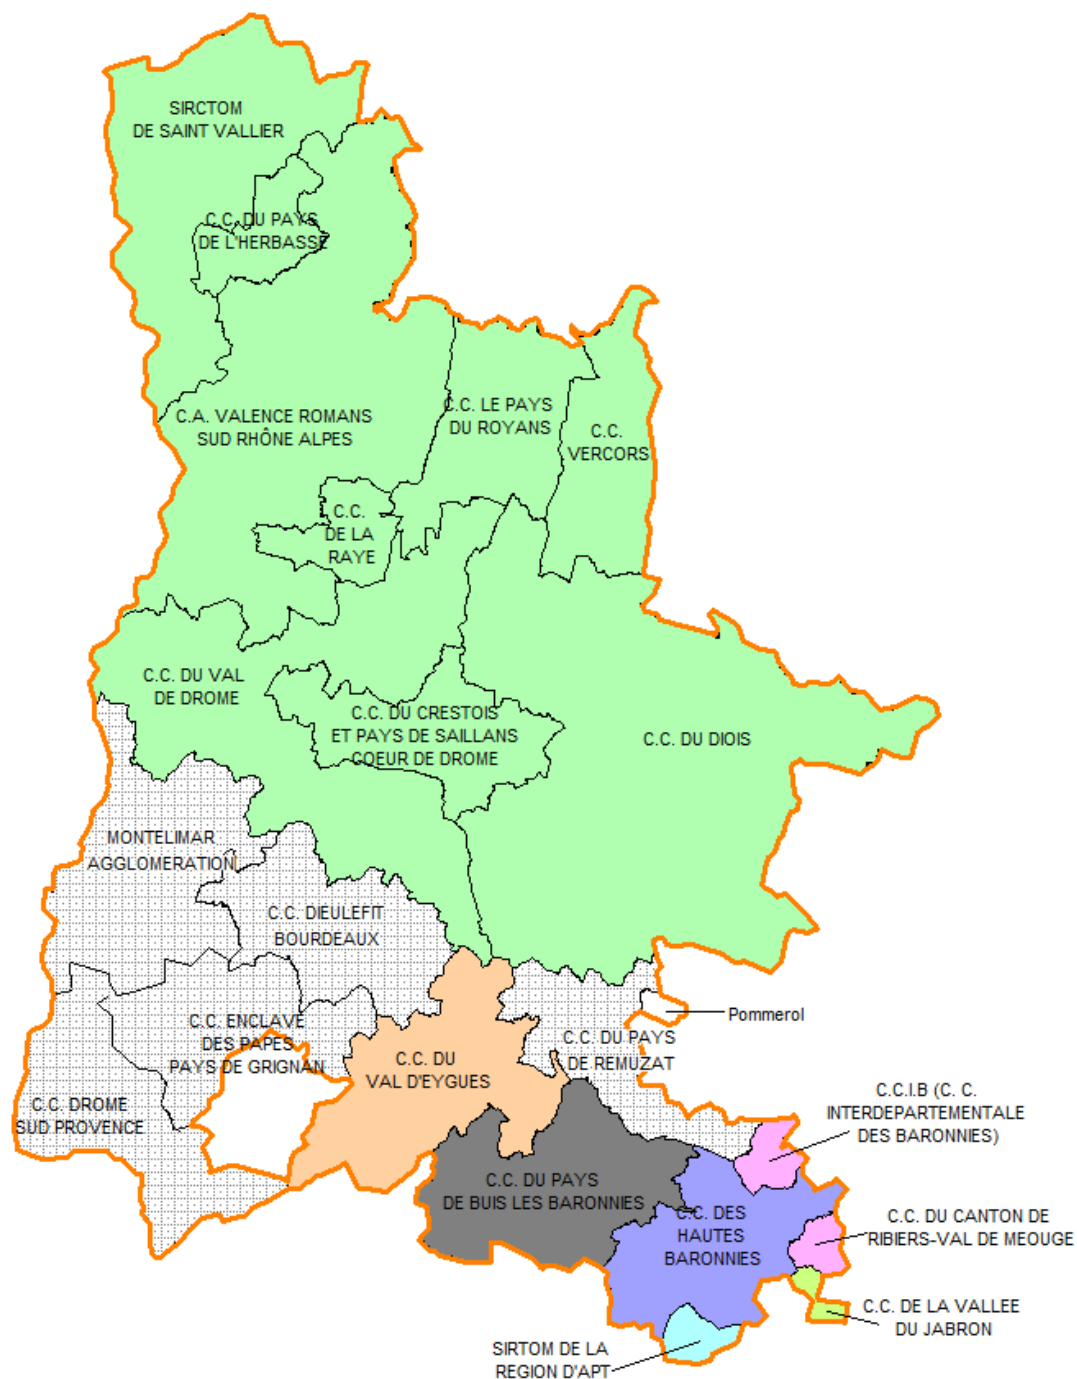 SIRCTOM
DE SAINT VALLIER
C.C. DU PAYS
DE L'HERBASSE
C.A. VALENCE ROMANS
SUD RHÔNE ALPES
C.C. LE PAYS
DU ROYANS
C.C.
VERCORS
C.C.
DE LA
RAYE
C.C. DU VAL
DE DROME
C.C. DU CRESTOIS
ET PAYS DE SAILLANS
COEUR DE DROME
C.C. DU DIOIS
MONTELIMAR
AGGLOMERATION
C.C. DIEULEFIT
BOURDEAUX
C.C. ENCLAVE
DES PAPES
PAYS DE GRIGNAN
C.C. DROME
SUD PROVENCE
C.C. DU
VAL D'EYGUES
C.C. DU PAYS
DE REMUZAT
Pommerol
C.C.I.B (C. C.
INTERDEPARTEMENTALE
DES BARONNIES)
C.C. DU PAYS
DE BUIS LES BARONNIES
C.C. DES
HAUTES
BARONNIES
C.C. DU CANTON DE
RIBIERS-VAL DE MEOUGE
C.C. DE LA VALLEE
DU JABRON
SIRTOM DE LA
REGION D'APT